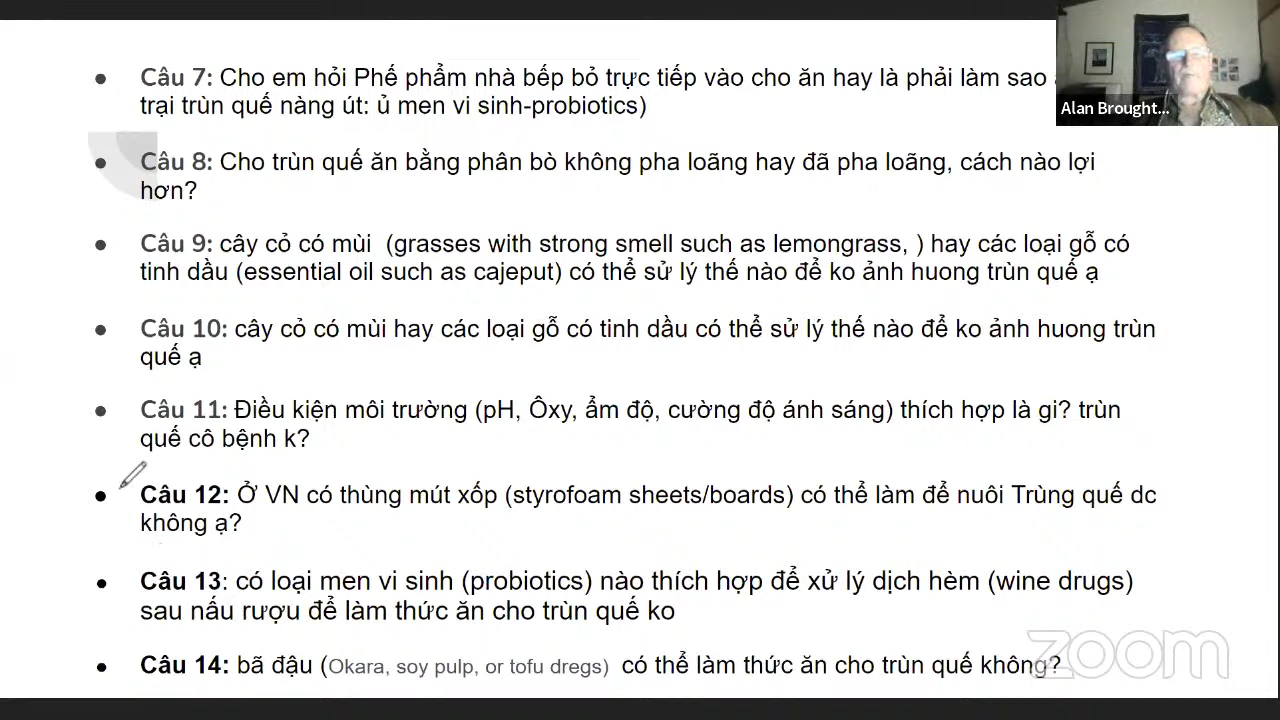 Câu 7: Cho em hỏi Phế phẩm nhà bếp bỏ trực tiếp vào cho ăn hay là phải làm sao
trại trùn quế nàng út: ủ men vi sinh-probiotics)
Alan Brought...
Câu 8: Cho trùn quế ăn bằng phân bò không pha loãng hay đã pha loãng, cách nào lợi
hơn?
Câu 9: cây cỏ có mùi (grasses with strong smell such as lemongrass, ) hay các loại gỗ có
tinh dầu (essential oil such as cajeput) có thể sử lý thế nào để ko ảnh huong trùn quế ạ
Câu 10: cây cỏ có mùi hay các loại gỗ có tinh dầu có thể sử lý thế nào để ko ảnh huong trùn
quế ạ
Câu 11: Điều kiện môi trường (pH, Ôxy, ẩm độ, cường độ ánh sáng) thích hợp là gi? trùn
quế cô bệnh k?
Câu 12: Ở VN có thùng mút xốp (styrofoam sheets/boards) có thể làm để nuôi Trùng quế dc
không ạ?
Câu 13: có loại men vi sinh (probiotics) nào thích hợp để xử lý dịch hèm (wine drugs)
sau nấu rượu để làm thức ăn cho trùn quế ko
Câu 14: bã đậu (Okara, soy pulp, or tofu dregs) có thể làm thức ăn cho trùn quế không?
zoom